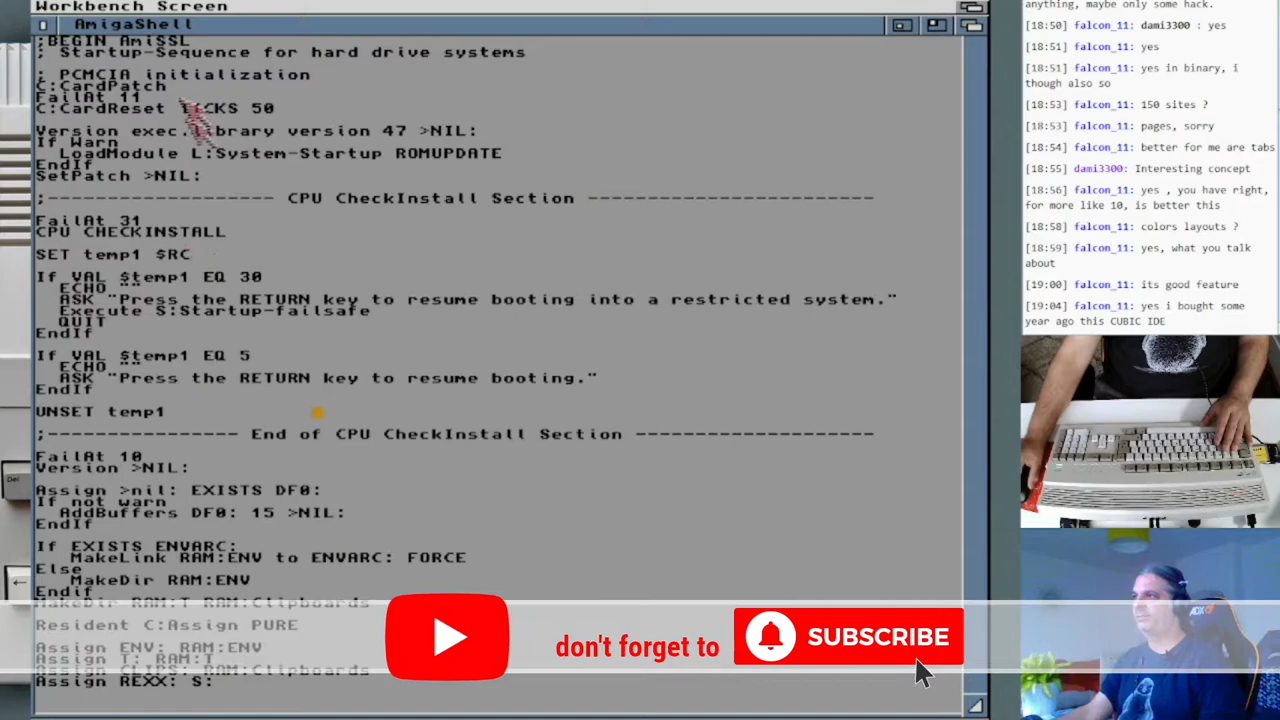 Workbench Screen
AmigaShell
;BEGIN AmiSSL
; Startup-Sequence for hard drive systems
; PCMCIA initialization
C:CardPatch
FailAt 11
C:CardReset TICKS 50
Version exec.library version 47 >NIL:
If Warn
LoadModule L:System-Startup ROMUPDATE
EndIf
SetPatch >NIL:
;------------------- CPU CheckInstall Section ------------------------
FailAt 31
CPU CHECKINSTALL
SET temp1 $RC
If VAL $temp1 EQ 30
ECHO ""
ASK "Press the RETURN key to resume booting into a restricted system."
Execute S:Startup-failsafe
QUIT
EndIf
If VAL $temp1 EQ 5
ECHO ""
ASK "Press the RETURN key to resume booting."
EndIf
UNSET temp1
;---------------- End of CPU CheckInstall Section --------------------
FailAt 10
Version >NIL:
Assign >nil: EXISTS DF0:
If not warn
AddBuffers DF0: 15 >NIL:
EndIf
If EXISTS ENVARC:
MakeLink RAM:ENV to ENVARC: FORCE
Else
MakeDir RAM:ENV
Endif
MakeDir RAM:T RAM:Clipboards
Resident C:Assign PURE
Assign ENV: RAM:ENV
Assign T: RAM:T
Assign CLIPS: RAM:Clipboards
Assign REXX: S:
don't forget to
SUBSCRIBE
anything, maybe only some hack.
[18:50] falcon_11: dami3300 : yes
[18:51] falcon_11: yes
[18:51] falcon_11: yes in binary, i
though also so
[18:53] falcon_11: 150 sites ?
[18:53] falcon_11: pages, sorry
[18:54] falcon_11: better for me are tabs
[18:55] dami3300: Interesting concept
[18:56] falcon_11: yes , you have right,
for more like 10, is better this
[18:58] falcon_11: colors layouts ?
[18:59] falcon_11: yes, what you talk
about
[19:00] falcon_11: its good feature
[19:04] falcon_11: yes i bought some
year ago this CUBIC IDE
Del